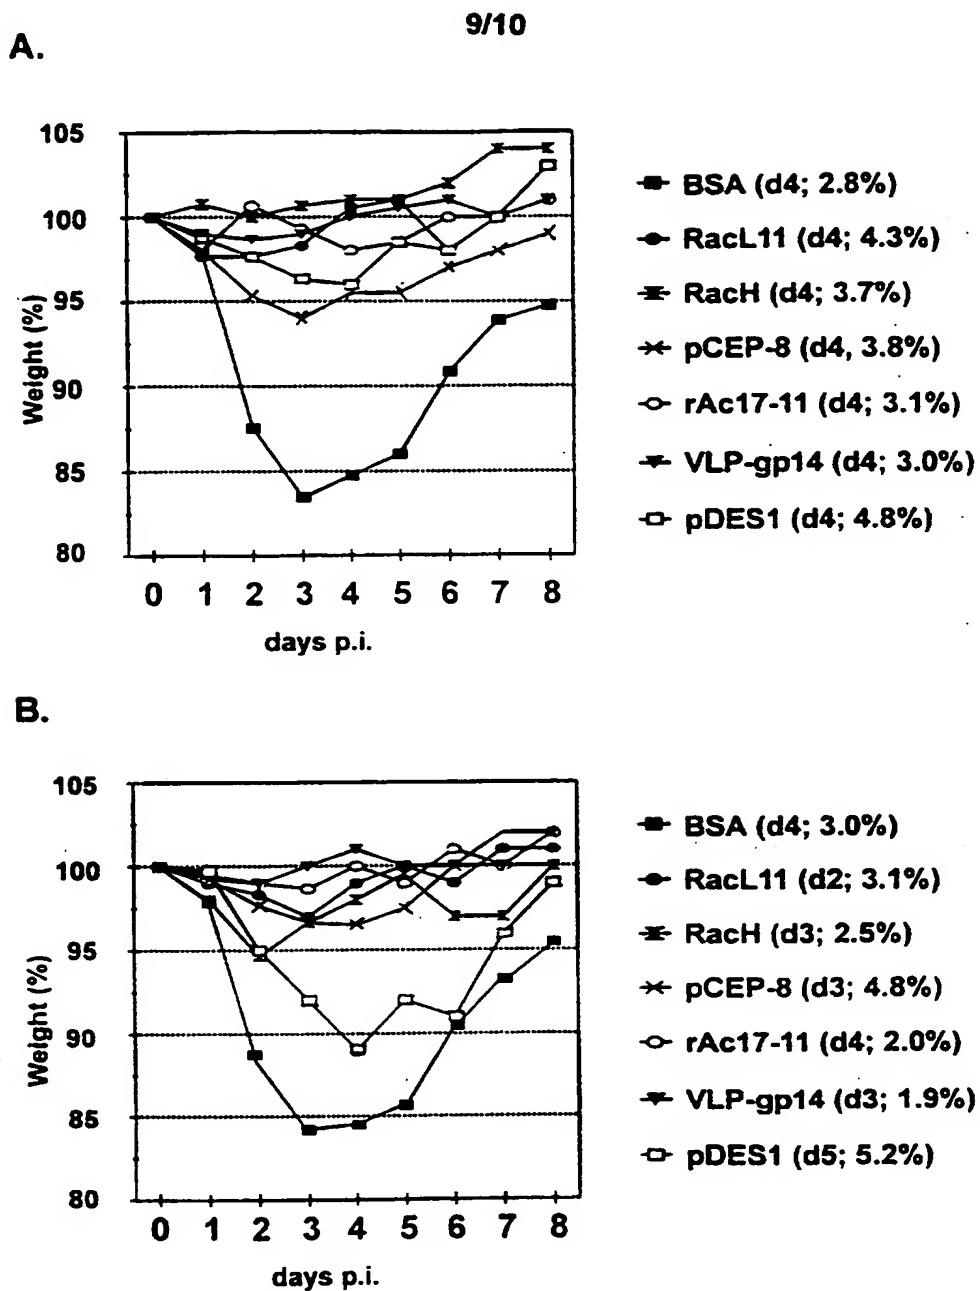 9/10
A.
105
100
95
90
85
80
Weight (%)
0 1 2 3 4 5 6 7 8
days p.i.
BSA (d4; 2.8%)
RacL11 (d4; 4.3%)
RacH (d4; 3.7%)
pCEP-8 (d4, 3.8%)
rAc17-11 (d4; 3.1%)
VLP-gp14 (d4; 3.0%)
pDES1 (d4; 4.8%)
B.
105
100
95
90
85
80
Weight (%)
0 1 2 3 4 5 6 7 8
days p.i.
BSA (d4; 3.0%)
RacL11 (d2; 3.1%)
RacH (d3; 2.5%)
pCEP-8 (d3; 4.8%)
rAc17-11 (d4; 2.0%)
VLP-gp14 (d3; 1.9%)
pDES1 (d5; 5.2%)